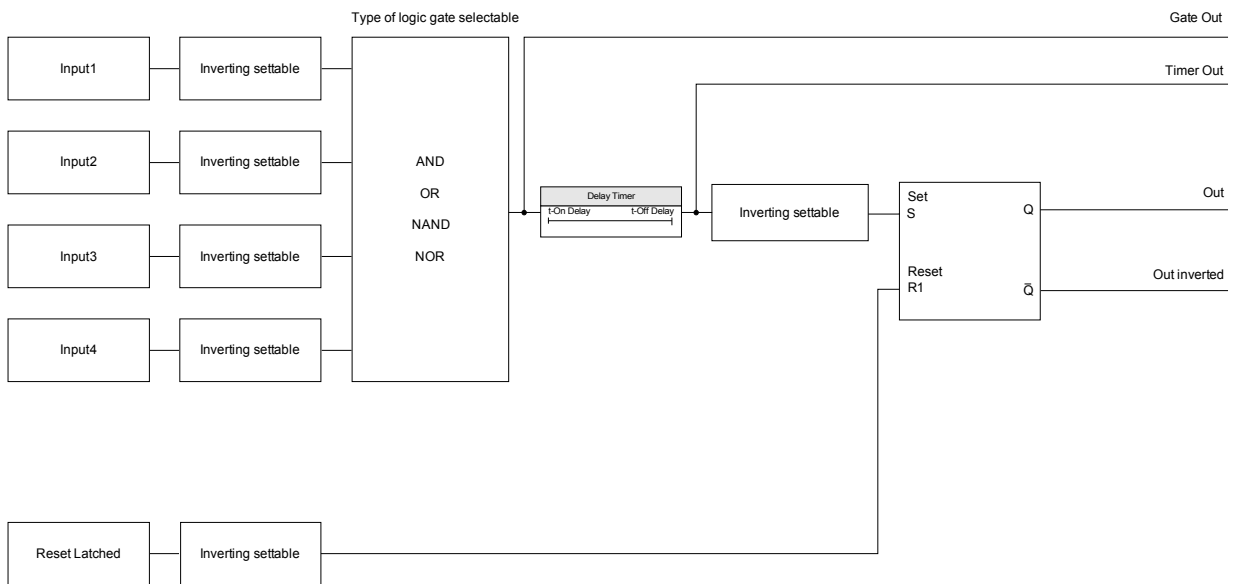 Type of logic gate selectable
Gate Out
Input1
Inverting settable
Timer Out
Input2
Inverting settable
AND
OR
NAND
NOR
Delay Timer
t-On Delay
t-Off Delay
Inverting settable
Set
S
Q
Out
Input3
Inverting settable
Reset
R1
Q̄
Out inverted
Input4
Inverting settable
Reset Latched
Inverting settable